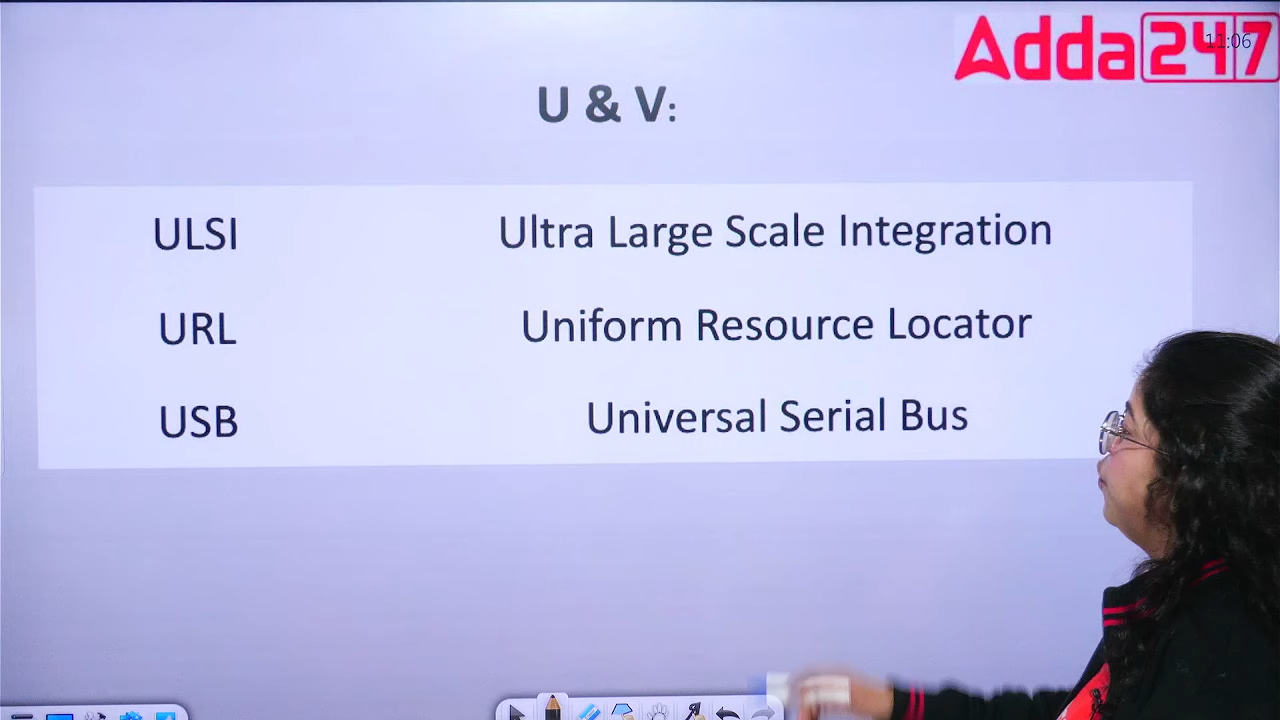 Adda247
11:06
U & V:
ULSI Ultra Large Scale Integration
URL Uniform Resource Locator
USB Universal Serial Bus